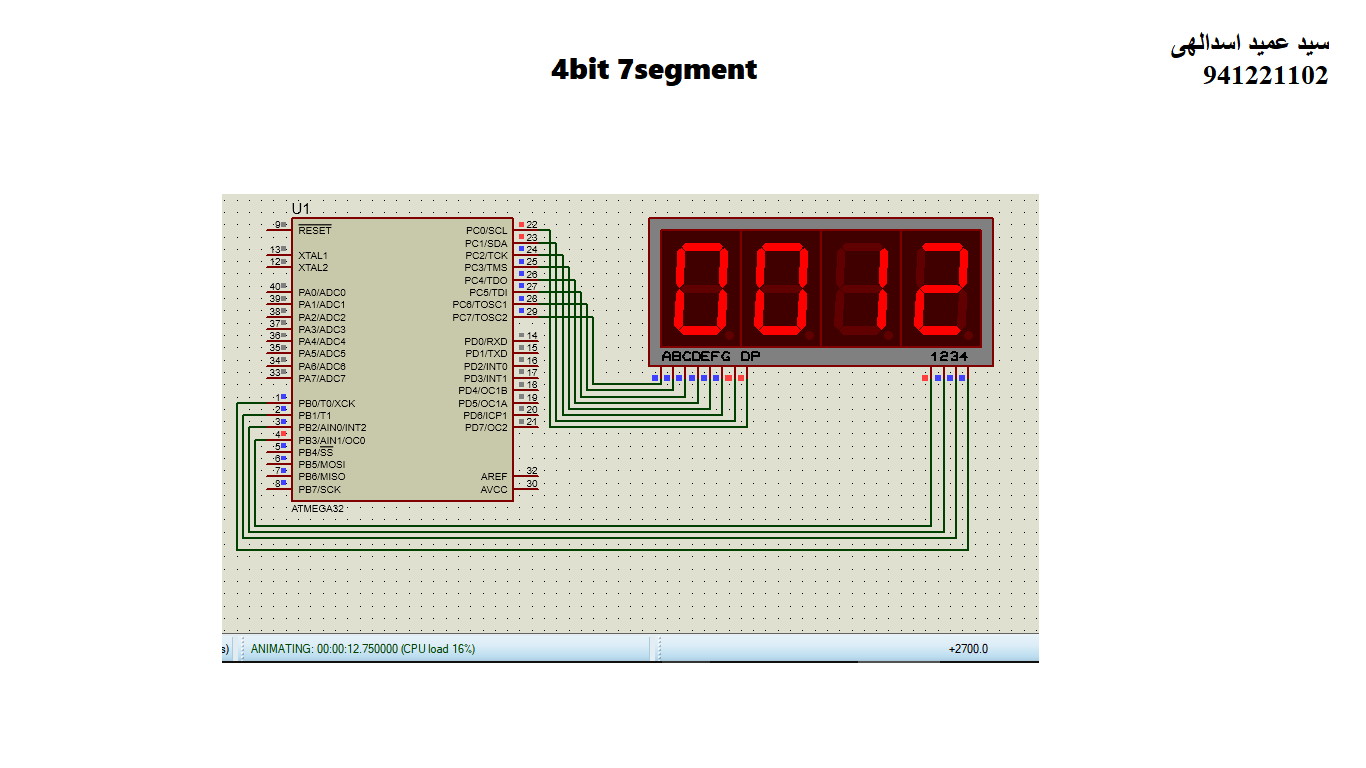 سید عمید اسدالهی
941221102
4bit 7segment
U1
9 RESET
13 XTAL1
12 XTAL2
40 PA0/ADC0
39 PA1/ADC1
38 PA2/ADC2
37 PA3/ADC3
36 PA4/ADC4
35 PA5/ADC5
34 PA6/ADC6
33 PA7/ADC7
1 PB0/T0/XCK
2 PB1/T1
3 PB2/AIN0/INT2
4 PB3/AIN1/OC0
5 PB4/SS
6 PB5/MOSI
7 PB6/MISO
8 PB7/SCK
PC0/SCL 22
PC1/SDA 23
PC2/TCK 24
PC3/TMS 25
PC4/TDO 26
PC5/TDI 27
PC6/TOSC1 28
PC7/TOSC2 29
PD0/RXD 14
PD1/TXD 15
PD2/INT0 16
PD3/INT1 17
PD4/OC1B 18
PD5/OC1A 19
PD6/ICP1 20
PD7/OC2 21
AREF 32
AVCC 30
ATMEGA32
0012
ABCDEFG DP 1234
s) ANIMATING: 00:00:12.750000 (CPU load 16%) +2700.0